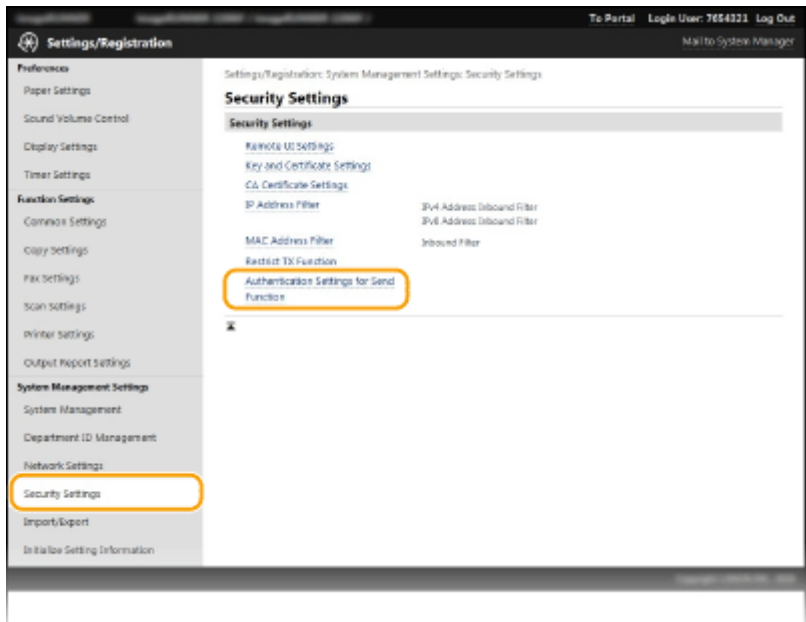 To Portal Login User: 7654321 Log Out
Settings/Registration
Mail to System Manager
Preferences
Paper Settings
Sound Volume Control
Display Settings
Timer Settings
Function Settings
Common Settings
Copy Settings
Fax Settings
Scan Settings
Printer Settings
Output Report Settings
System Management Settings
System Management
Department ID Management
Network Settings
Security Settings
Import/Export
Initialize Setting Information
Settings/Registration: System Management Settings: Security Settings
Security Settings
Security Settings
Remote UI Settings
Key and Certificate Settings
CA Certificate Settings
IP Address Filter
IPv4 Address Inbound Filter
IPv6 Address Inbound Filter
MAC Address Filter
Inbound Filter
Restrict TX Function
Authentication Settings for Send
Function